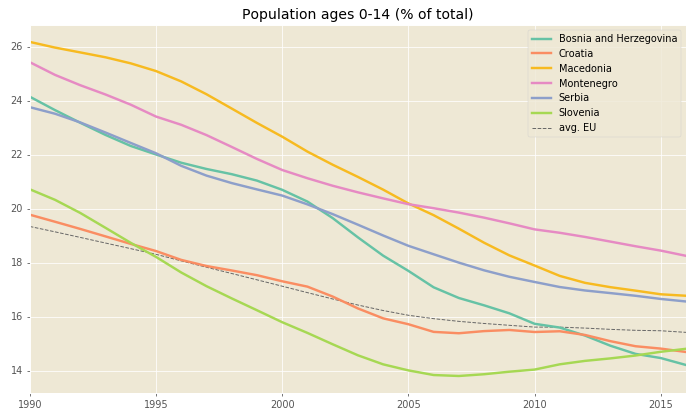 Population ages 0-14 (% of total)
Bosnia and Herzegovina
Croatia
Macedonia
Montenegro
Serbia
Slovenia
avg. EU
26
24
22
20
18
16
14
1990 1995 2000 2005 2010 2015